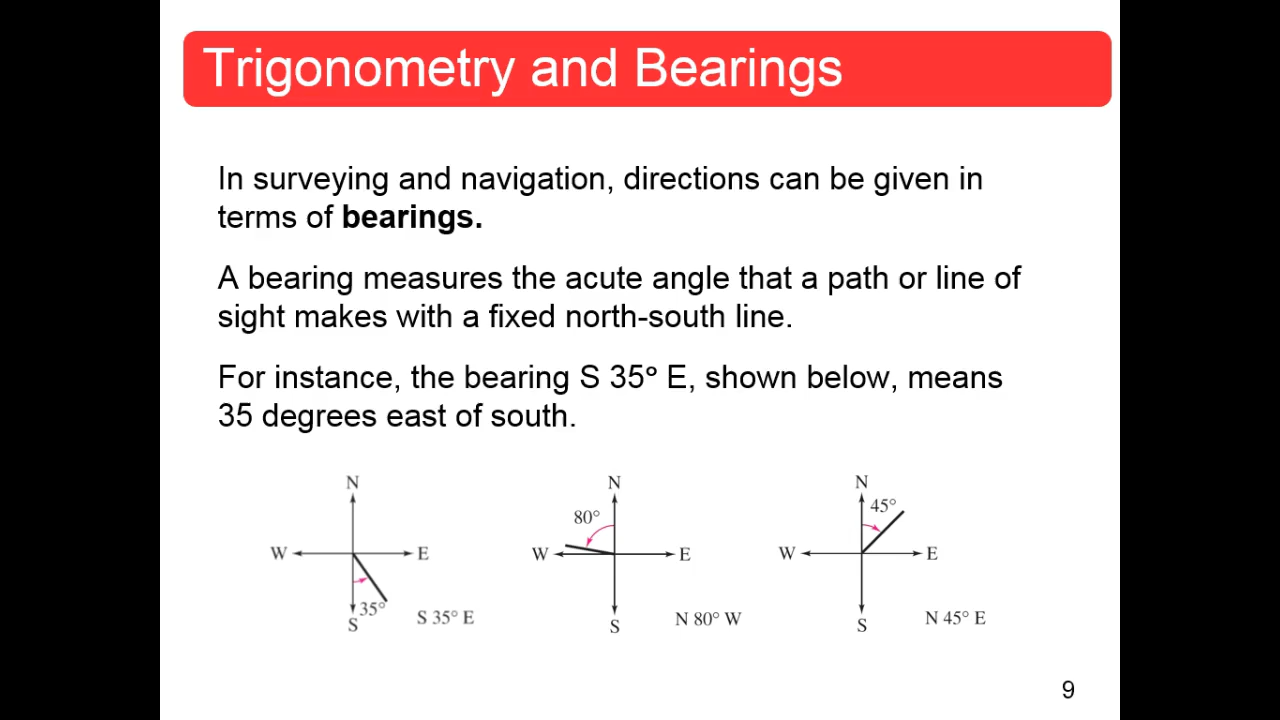 Trigonometry and Bearings
In surveying and navigation, directions can be given in
terms of bearings.
A bearing measures the acute angle that a path or line of
sight makes with a fixed north-south line.
For instance, the bearing S 35° E, shown below, means
35 degrees east of south.
N
W
E
35°
S
S 35° E
N
80°
W
E
S
N 80° W
N
45°
W
E
S
N 45° E
9